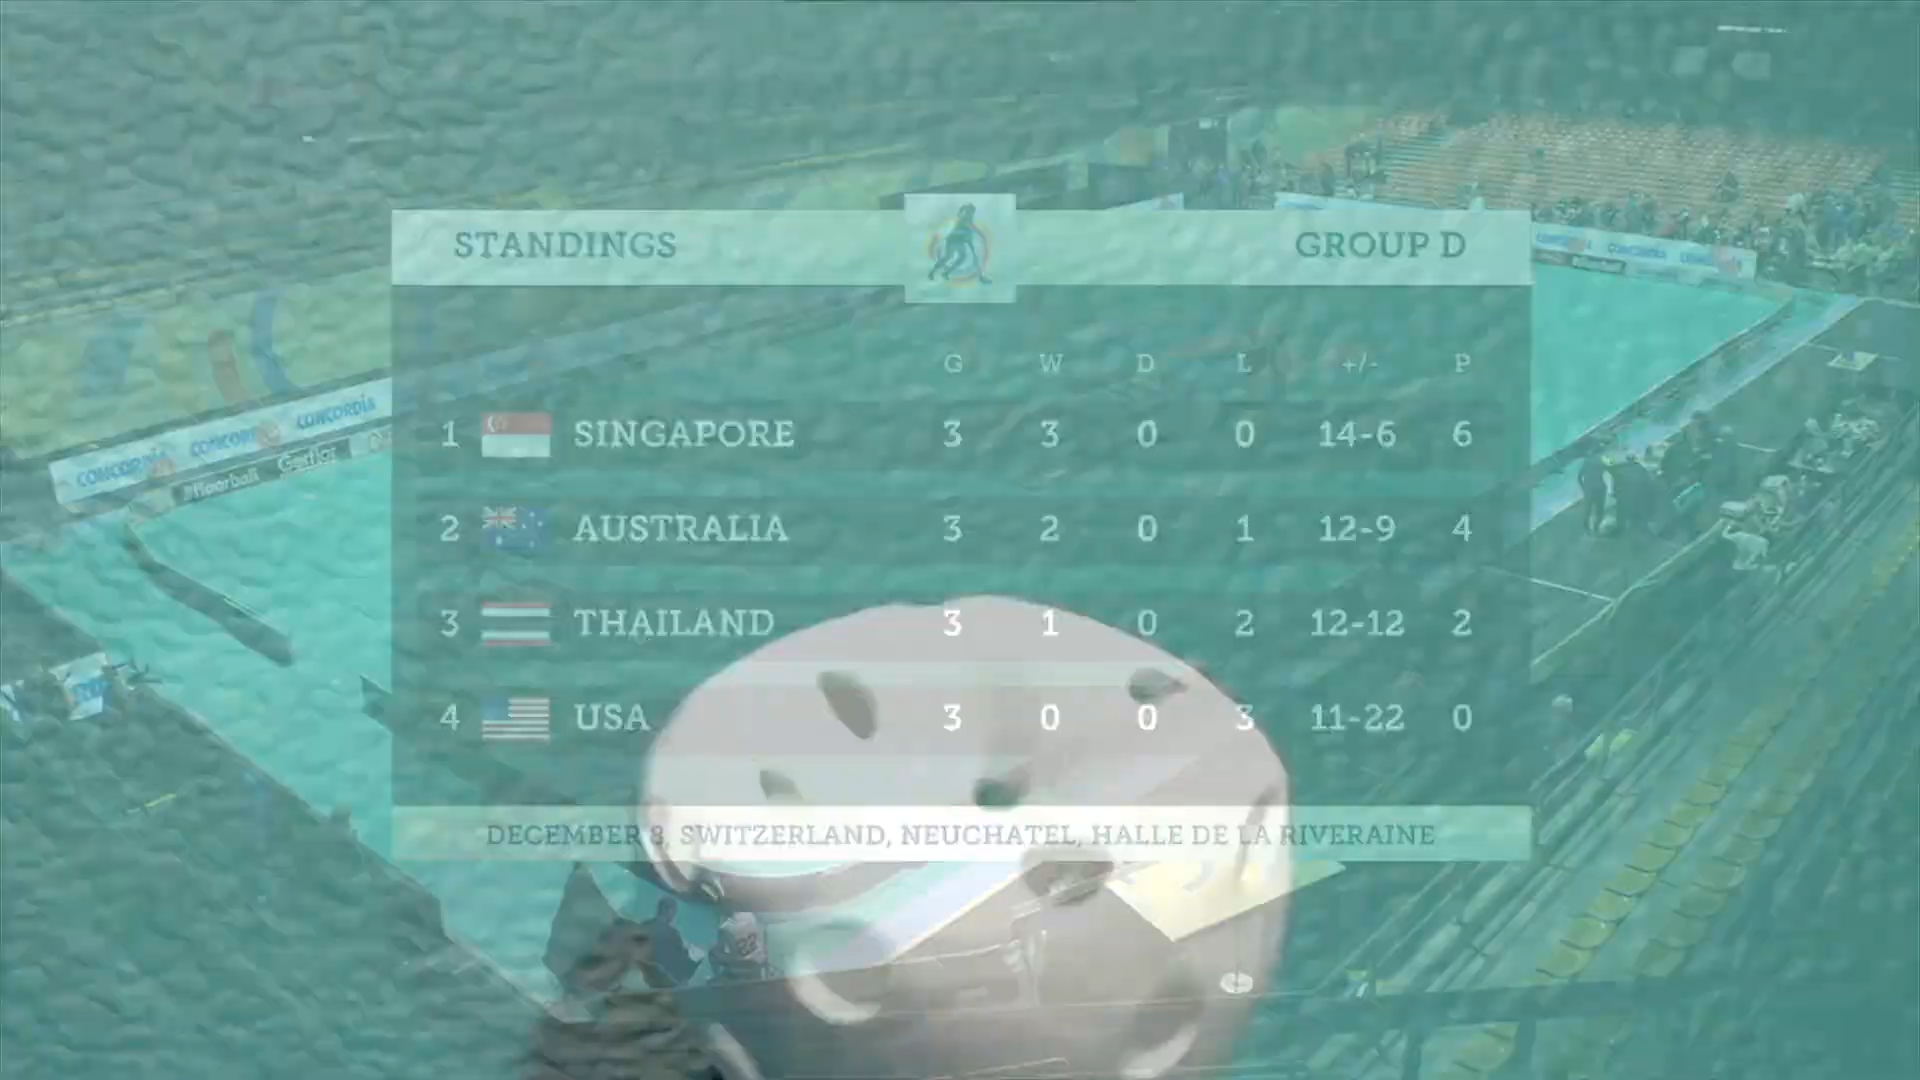 STANDINGS GROUP D
G W D L +/- P
1 SINGAPORE 3 3 0 0 14-6 6
2 AUSTRALIA 3 2 0 1 12-9 4
3 THAILAND 3 1 0 2 12-12 2
4 USA 3 0 0 3 11-22 0
DECEMBER 8, SWITZERLAND, NEUCHATEL, HALLE DE LA RIVERAINE
CONCORDIA CONCORDIA CONCORDIA
#floorball Gerflor
CONCORDIA
22